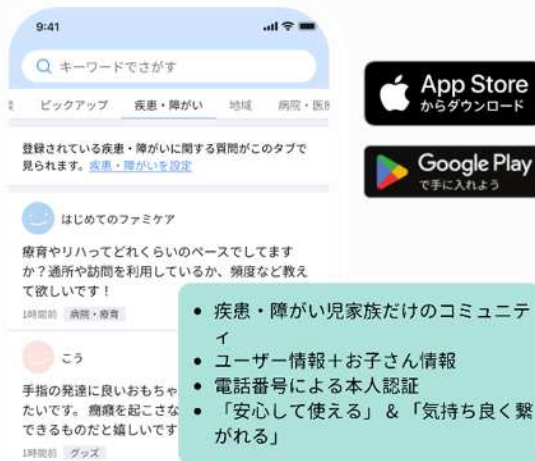 9:41
キーワードでさがす
ピックアップ 疾患・障がい 地域 病院・医
登録されている疾患・障がいに関する質問がこのタブで
見られます。疾患・障がいを設定
はじめてのファミケア
療育やリハってどれくらいのペースでしてます
か？通所や訪問を利用しているか、頻度など教え
て欲しいです！
1時間前 病院・療育
こう
手指の発達に良いおもちゃ
たいです。癇癪を起こさな
できるものだと嬉しいです
1時間前 グッズ
App Store
からダウンロード
Google Play
で手に入れよう
• 疾患・障がい児家族だけのコミュニテ
ィ
• ユーザー情報＋お子さん情報
• 電話番号による本人認証
• 「安心して使える」＆「気持ち良く繋
がれる」